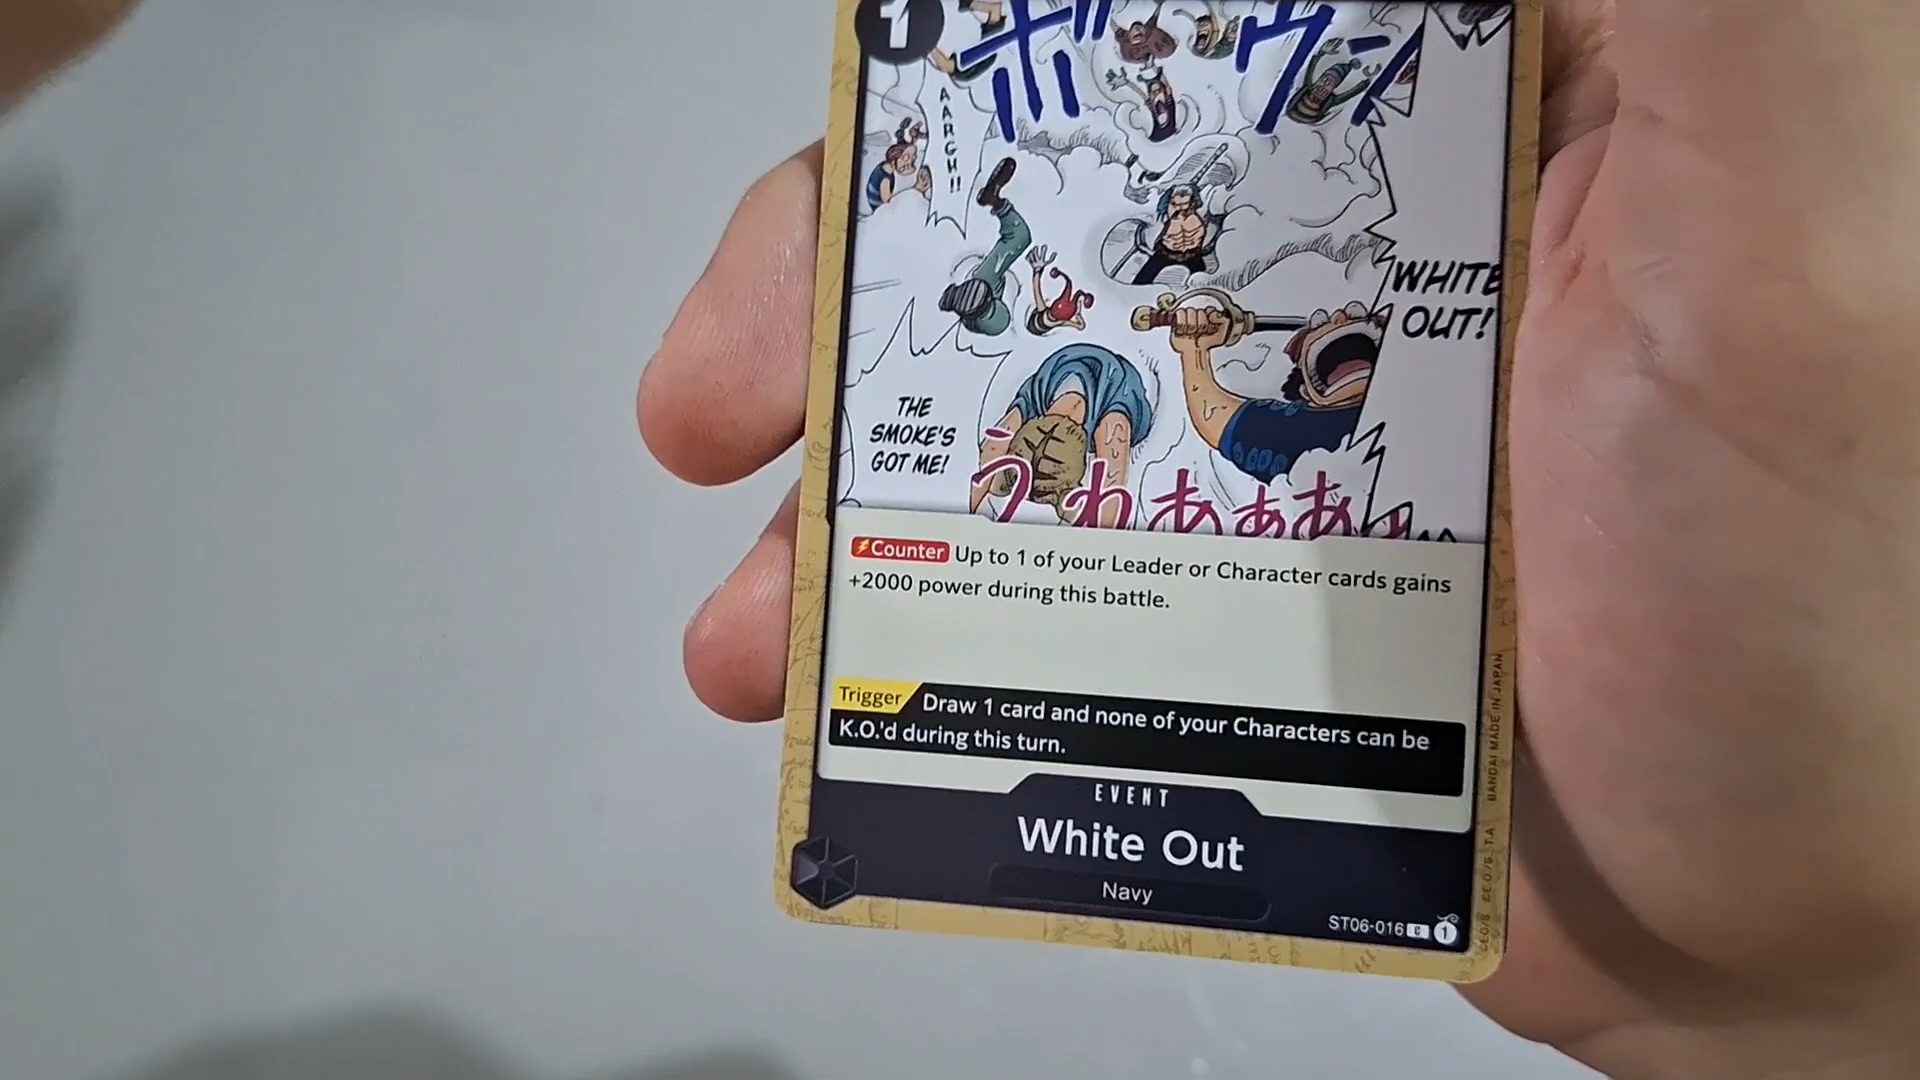 1
ボ ウ ン
AARGH!!
WHITE
OUT!
THE
SMOKE'S
GOT ME!
うわあああ
Counter Up to 1 of your Leader or Character cards gains
+2000 power during this battle.
Trigger Draw 1 card and none of your Characters can be
K.O.'d during this turn.
EVENT
White Out
Navy
ST06-016 C 1
©E.O/S. ©E.O/S. T.A. BANDAI MADE IN JAPAN